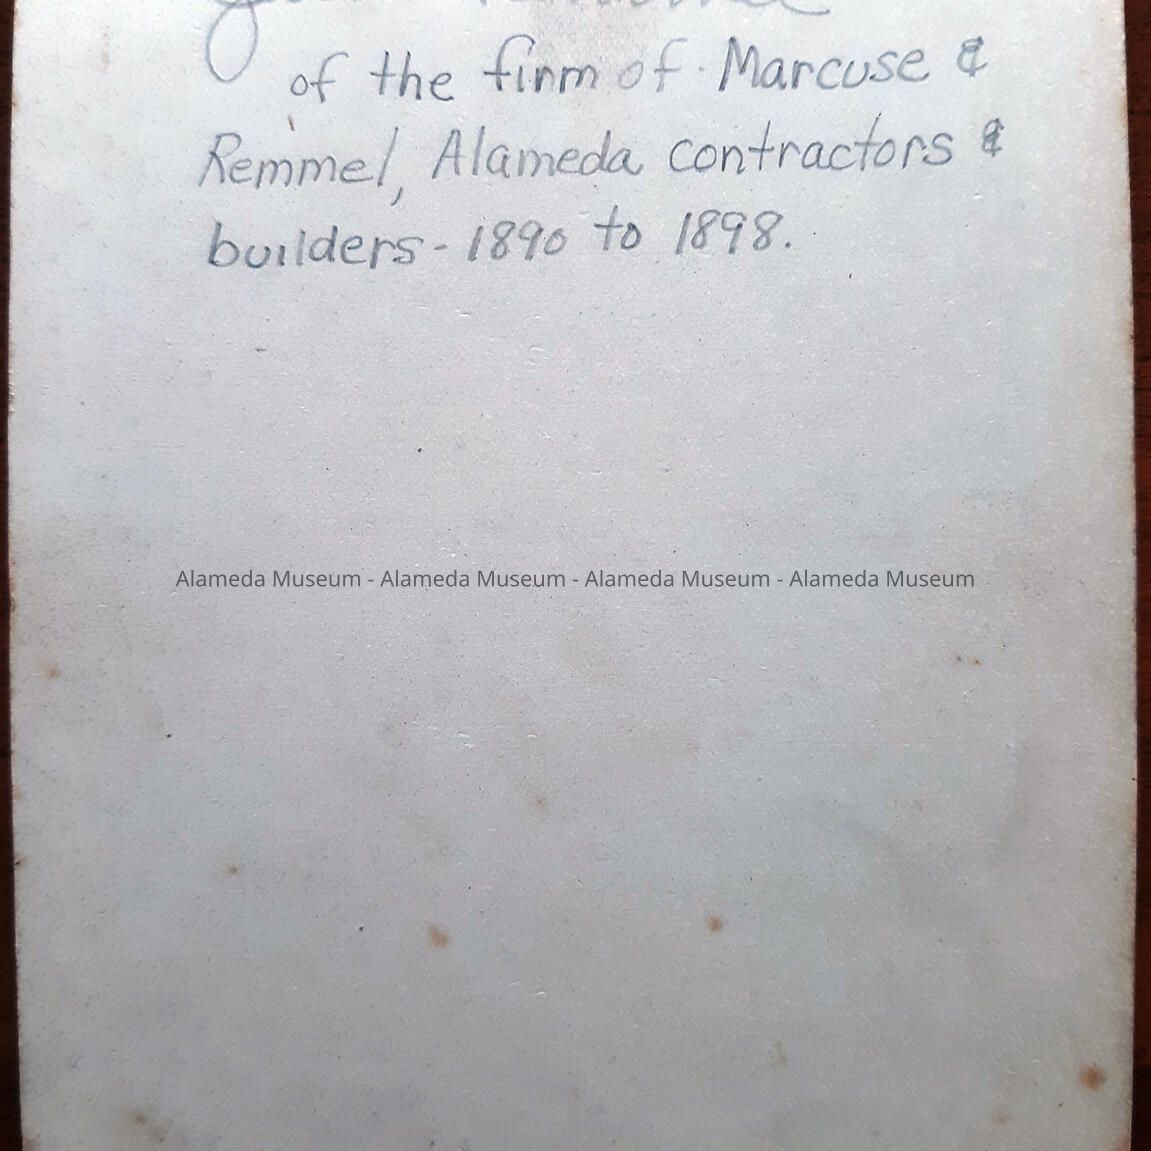 of the firm of Marcuse &
Remmel, Alameda contractors &
builders - 1890 to 1898.
Alameda Museum - Alameda Museum - Alameda Museum - Alameda Museum